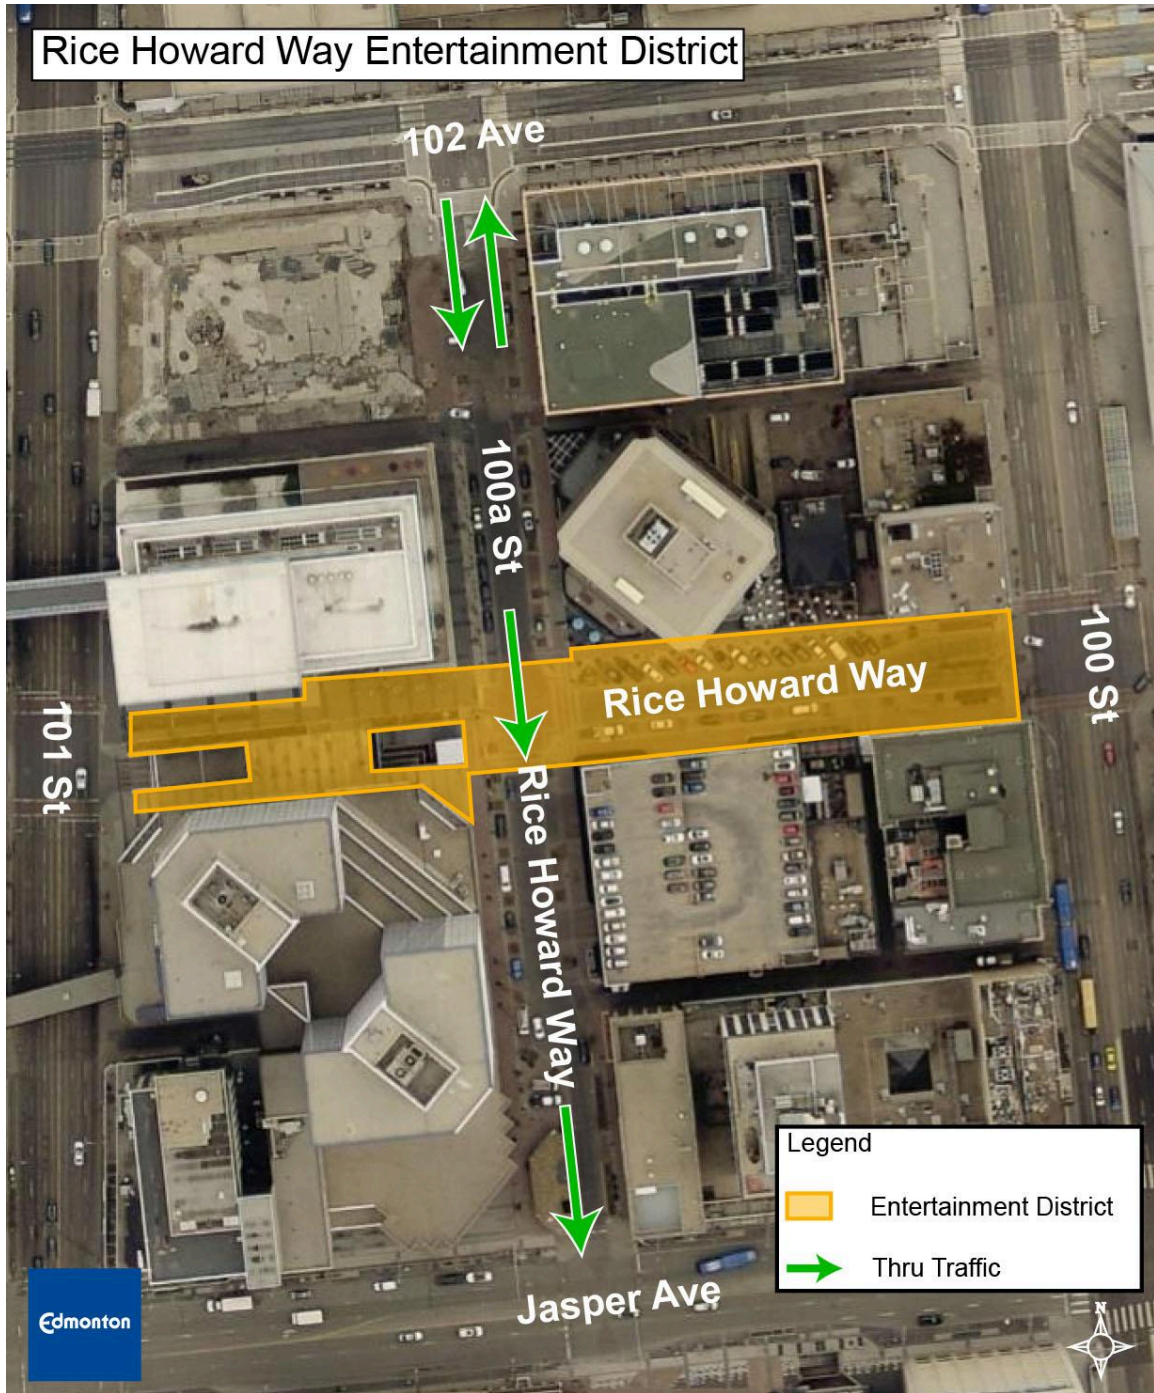 Rice Howard Way Entertainment District
102 Ave
100a St
Rice Howard Way
100 St
101 St
Rice Howard Way
Legend
Entertainment District
Thru Traffic
Jasper Ave
Edmonton
N